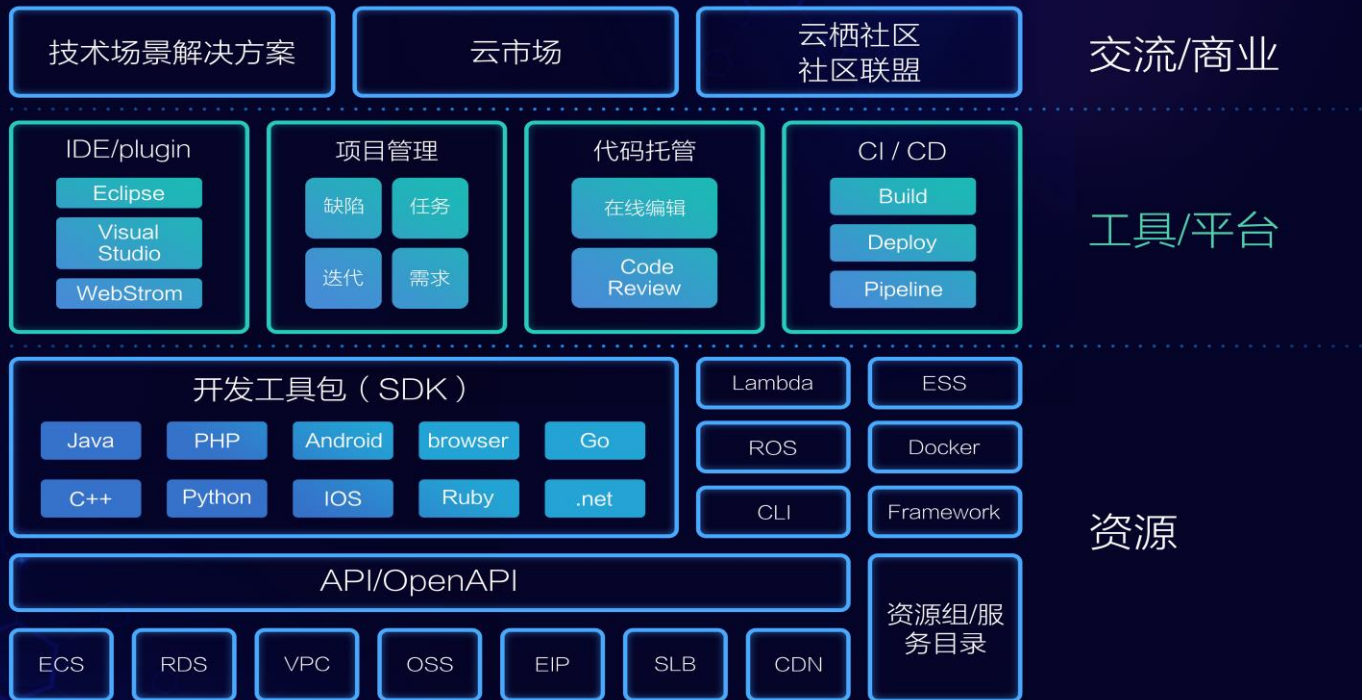 技术场景解决方案
云市场
云栖社区
社区联盟
交流/商业
IDE/plugin
Eclipse
Visual
Studio
WebStrom
项目管理
缺陷
任务
迭代
需求
代码托管
在线编辑
Code
Review
CI / CD
Build
Deploy
Pipeline
工具/平台
开发工具包（SDK）
Java
PHP
Android
browser
Go
C++
Python
IOS
Ruby
.net
Lambda
ESS
ROS
Docker
CLI
Framework
资源
API/OpenAPI
资源组/服
务目录
ECS
RDS
VPC
OSS
EIP
SLB
CDN